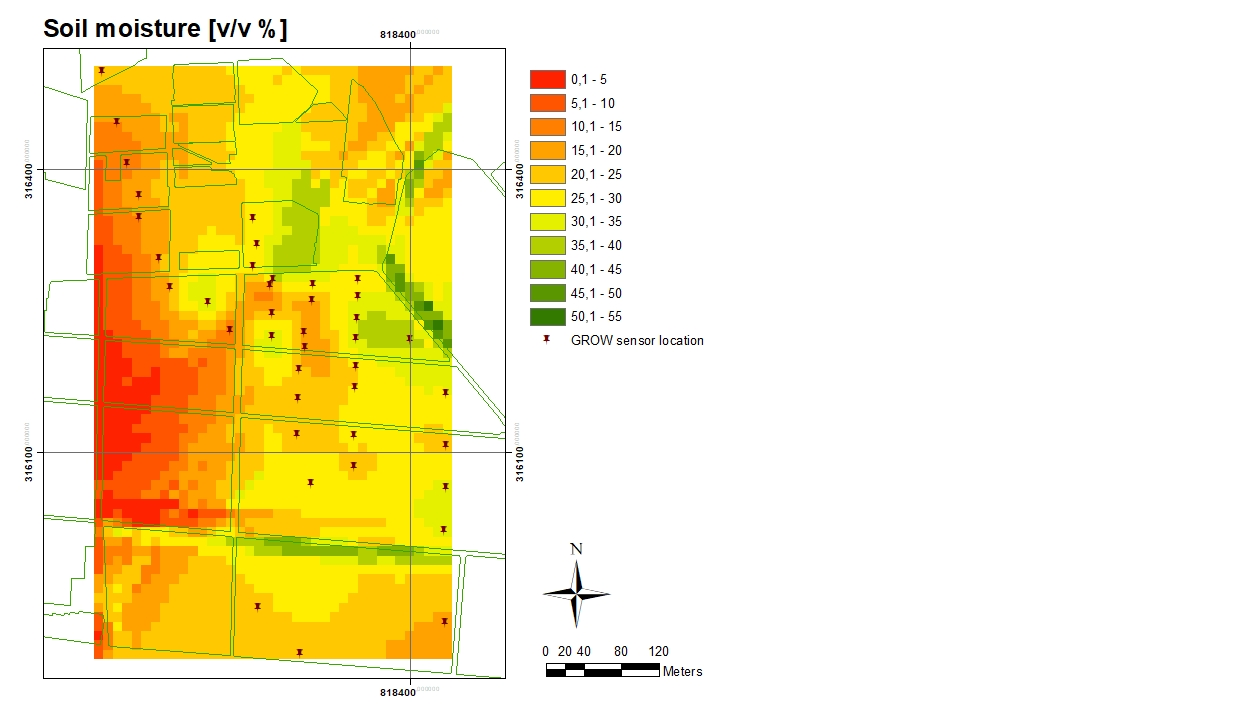 Soil moisture [v/v %]
818400
316400
316400
316100
316100
818400
0,1 - 5
5,1 - 10
10,1 - 15
15,1 - 20
20,1 - 25
25,1 - 30
30,1 - 35
35,1 - 40
40,1 - 45
45,1 - 50
50,1 - 55
GROW sensor location
N
0 20 40 80 120
Meters